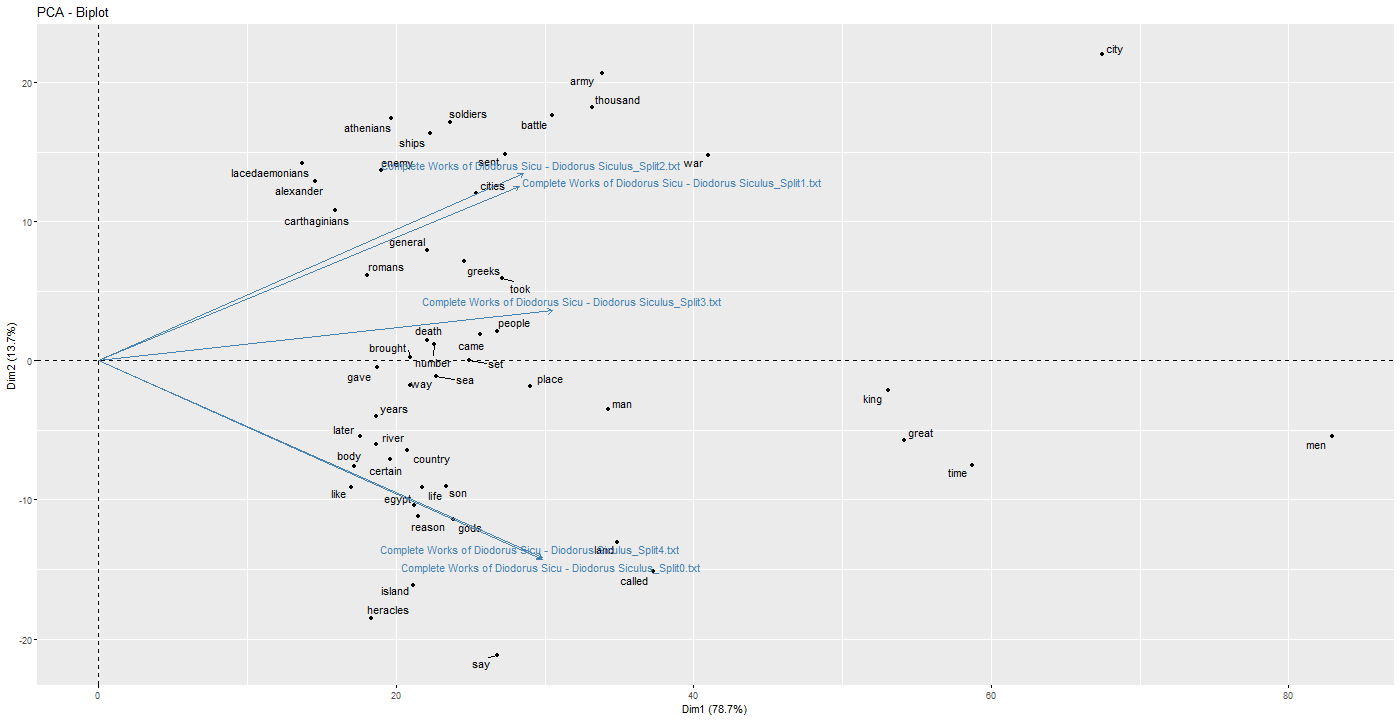 PCA - Biplot
city
army
thousand
soldiers
battle
athenians
ships
enemy
sent
war
Complete Works of Diodorus Sicu - Diodorus Siculus_Split2.txt
lacedaemonians
Complete Works of Diodorus Sicu - Diodorus Siculus_Split1.txt
cities
alexander
carthaginians
general
romans
greeks
took
Complete Works of Diodorus Sicu - Diodorus Siculus_Split3.txt
people
death
came
brought
number
set
gave
way
sea
place
king
man
years
great
later
river
men
body
country
certain
time
like
egypt
life
son
reason
gods
Complete Works of Diodorus Sicu - Diodorus Siculus_Split4.txt
land
Complete Works of Diodorus Sicu - Diodorus Siculus_Split0.txt
called
island
heracles
say
20
10
0
-10
-20
Dim2 (13.7%)
0
20
40
60
80
Dim1 (78.7%)